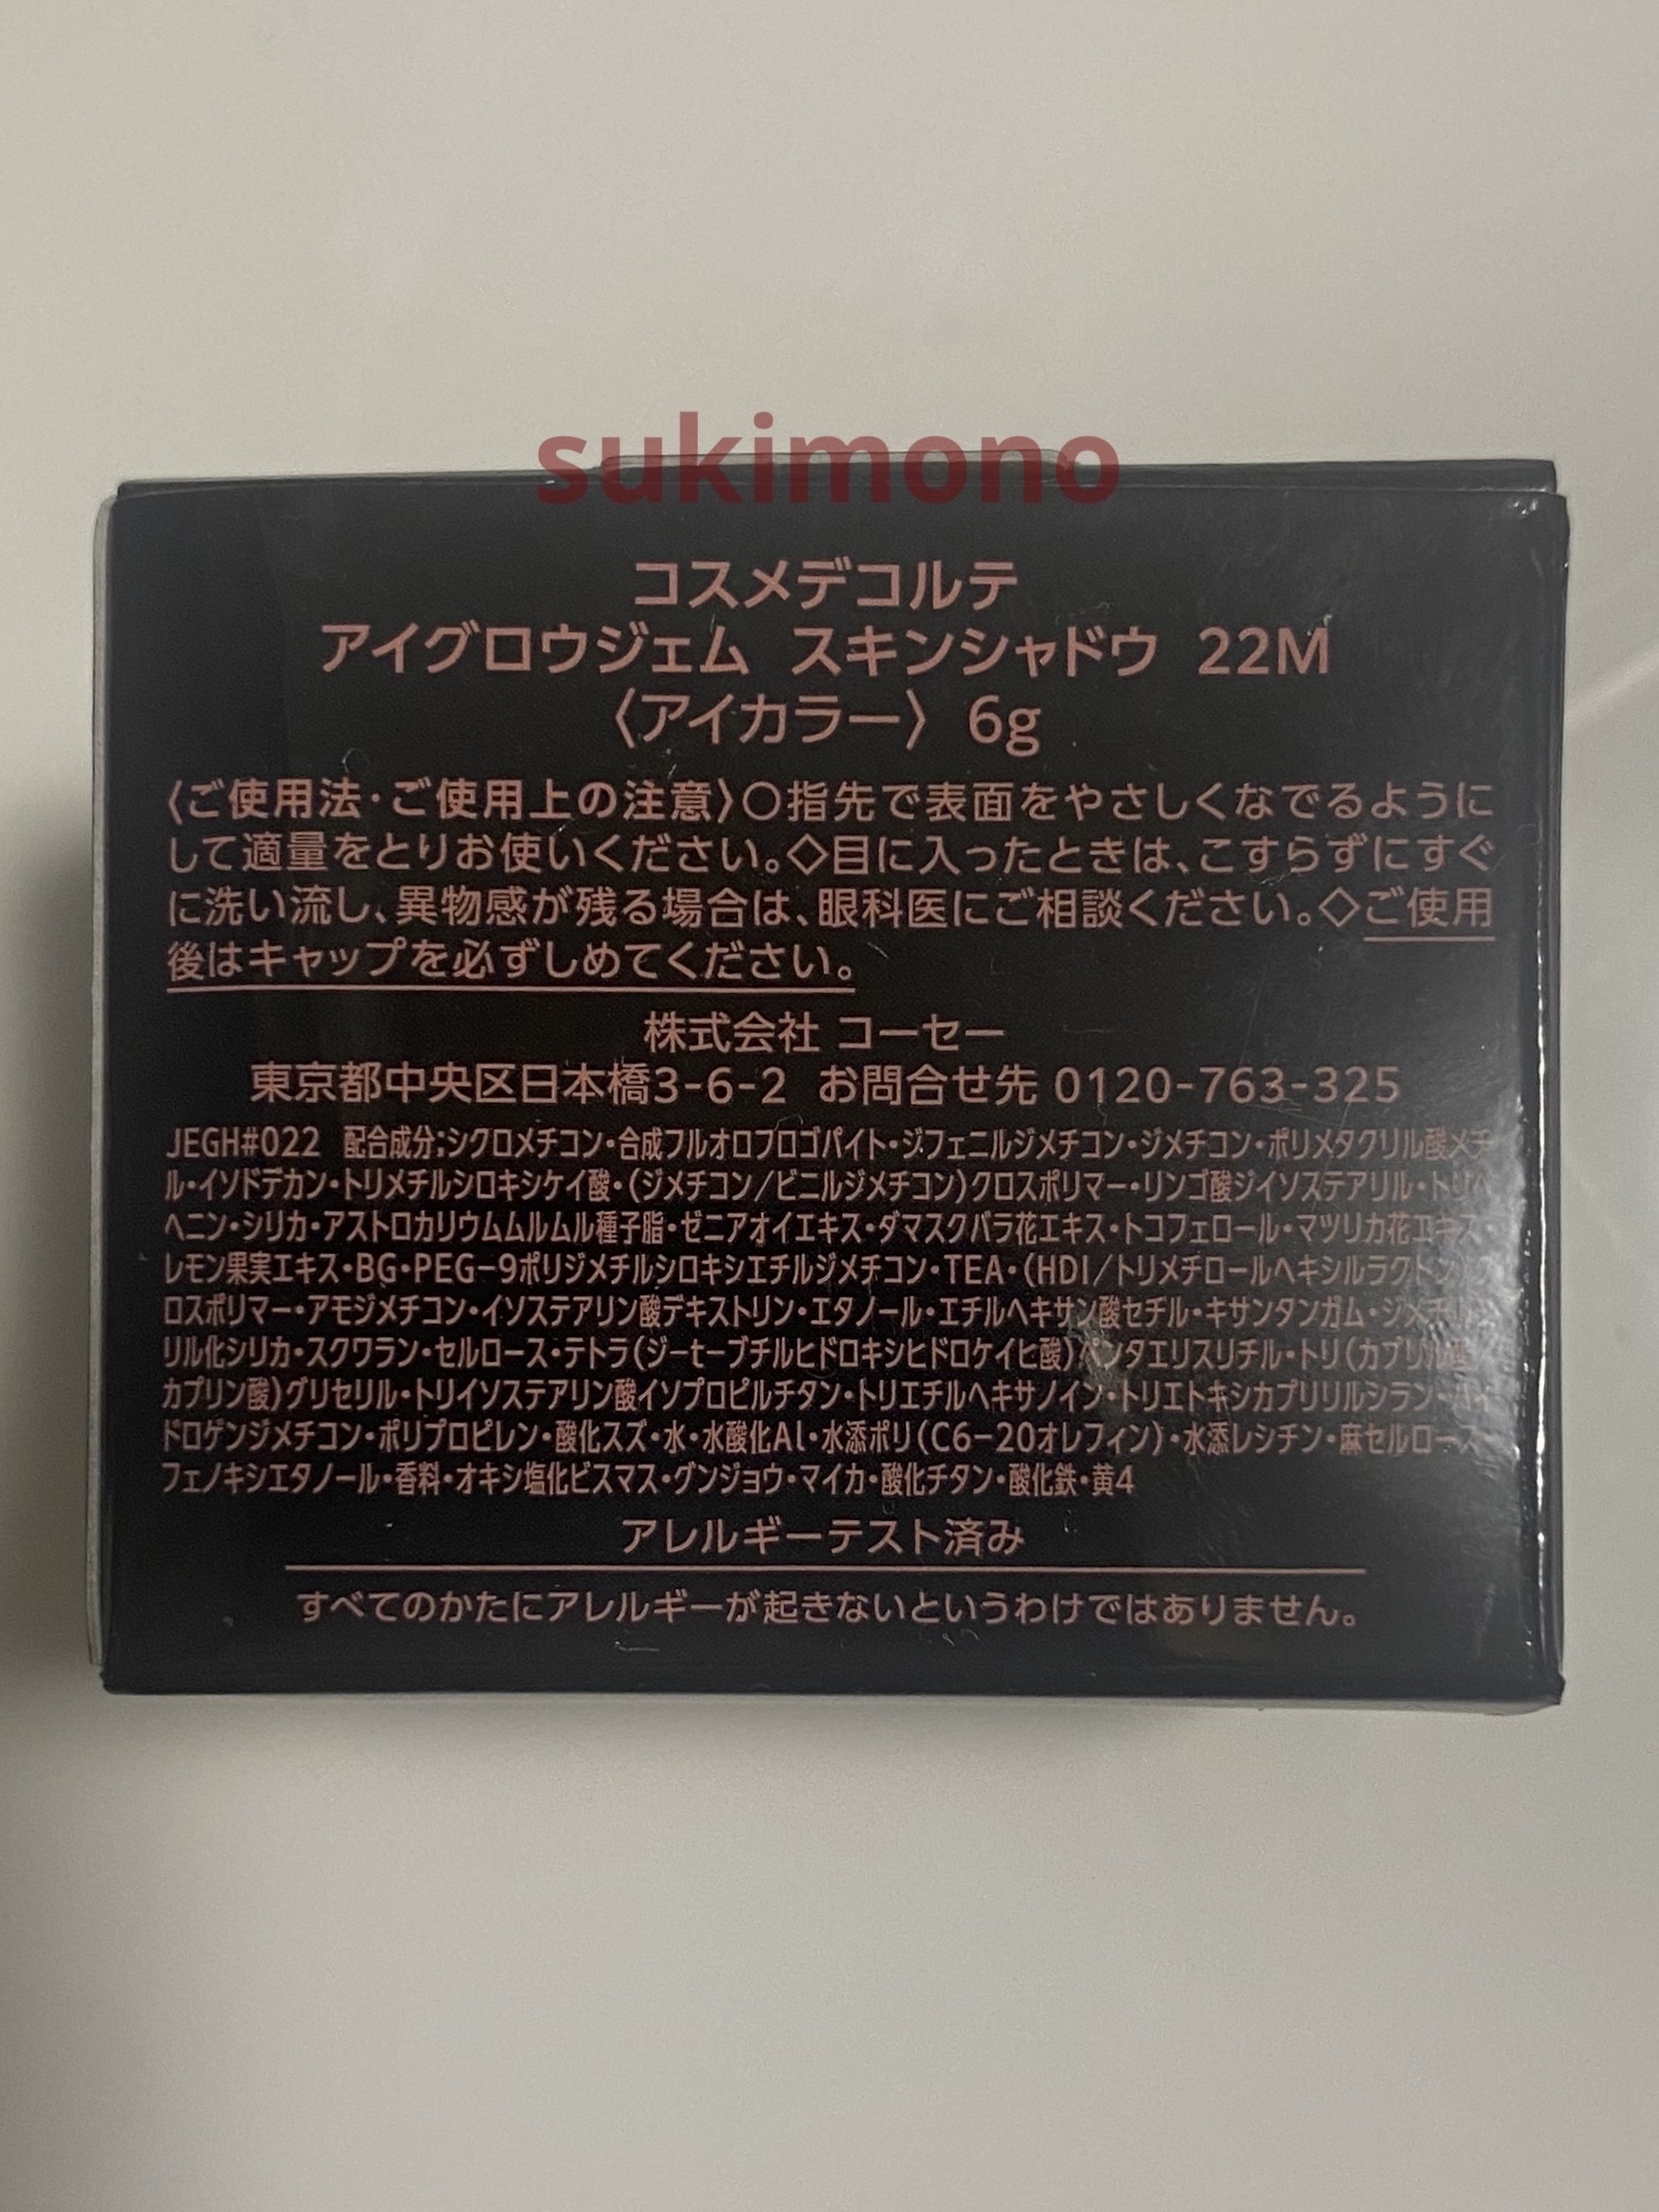 sukimono
コスメデコルテ
アイグロウジェム スキンシャドウ 22M
〈アイカラー〉 6g
〈ご使用法・ご使用上の注意〉○指先で表面をやさしくなでるように
して適量をとりお使いください。◇目に入ったときは、こすらずにすぐ
に洗い流し、異物感が残る場合は、眼科医にご相談ください。◇ご使用
後はキャップを必ずしめてください。
株式会社 コーセー
東京都中央区日本橋3-6-2 お問合せ先 0120-763-325
JEGH#022 配合成分;シクロメチコン・合成フルオロフロゴパイト・ジフェニルジメチコン・ジメチコン・ポリメタクリル酸メチ
ル・イソドデカン・トリメチルシロキシケイ酸・(ジメチコン/ビニルジメチコン)クロスポリマー・リンゴ酸ジイソステアリル・トリベ
ヘニン・シリカ・アストロカリウムムルムル種子脂・ゼニアオイエキス・ダマスクバラ花エキス・トコフェロール・マツリカ花エキス・
レモン果実エキス・BG・PEG-9ポリジメチルシロキシエチルジメチコン・TEA・(HDI/トリメチロールヘキシルラクトン)
ロスポリマー・アモジメチコン・イソステアリン酸デキストリン・エタノール・エチルヘキサン酸セチル・キサンタンガム・ジメチルシ
リル化シリカ・スクワラン・セルロース・テトラ(ジ-t-ブチルヒドロキシヒドロケイヒ酸)ペンタエリスリチル・トリ(カプリル酸/
カプリン酸)グリセリル・トリイソステアリン酸イソプロピルチタン・トリエチルヘキサノイン・トリエトキシカプリリルシラン・ハイ
ドロゲンジメチコン・ポリプロピレン・酸化スズ・水・水酸化Al・水添ポリ(C6-20オレフィン)・水添レシチン・麻セルロース・
フェノキシエタノール・香料・オキシ塩化ビスマス・グンジョウ・マイカ・酸化チタン・酸化鉄・黄4
アレルギーテスト済み
すべてのかたにアレルギーが起きないというわけではありません。